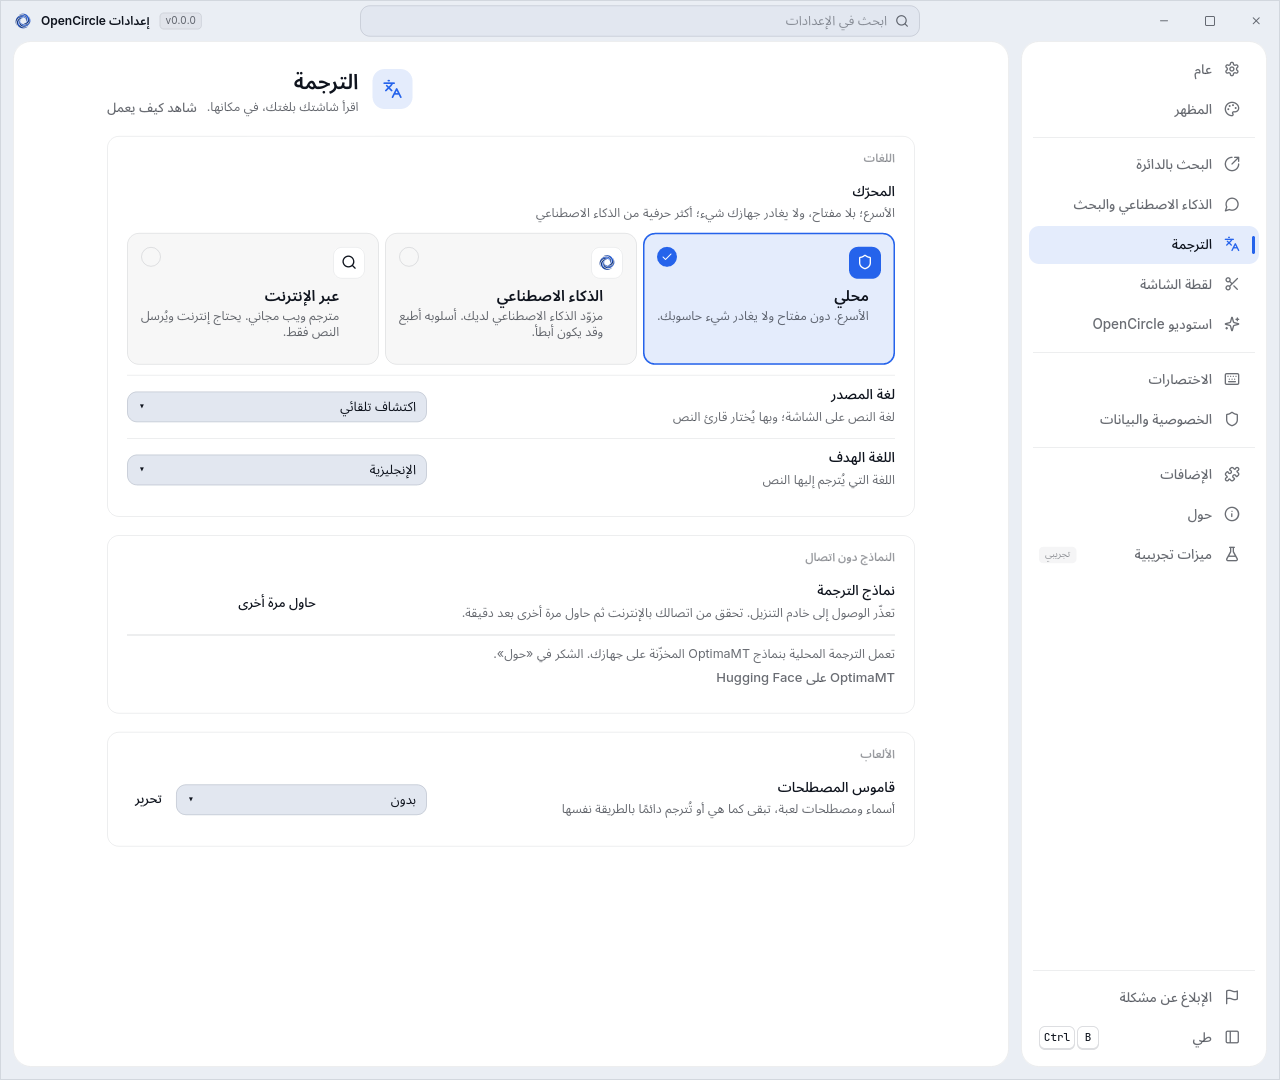 إعدادات OpenCircle
v0.0.0
ابحث في الإعدادات
عام
المظهر
البحث بالدائرة
الذكاء الاصطناعي والبحث
الترجمة
لقطة الشاشة
استوديو OpenCircle
الاختصارات
الخصوصية والبيانات
الإضافات
حول
ميزات تجريبية
تجريبي
الإبلاغ عن مشكلة
طي
Ctrl B
الترجمة
اقرأ شاشتك بلغتك، في مكانها. شاهد كيف يعمل
اللغات
المحرّك
الأسرع؛ بلا مفتاح، ولا يغادر جهازك شيء؛ أكثر حرفية من الذكاء الاصطناعي
محلي
الأسرع. دون مفتاح ولا يغادر شيء حاسوبك.
الذكاء الاصطناعي
مزوّد الذكاء الاصطناعي لديك. أسلوبه أطبع
وقد يكون أبطأ.
عبر الإنترنت
مترجم ويب مجاني. يحتاج إنترنت ويُرسل
النص فقط.
لغة المصدر
لغة النص على الشاشة؛ وبها يُختار قارئ النص
اكتشاف تلقائي
اللغة الهدف
اللغة التي يُترجم إليها النص
الإنجليزية
النماذج دون اتصال
نماذج الترجمة
تعذّر الوصول إلى خادم التنزيل. تحقق من اتصالك بالإنترنت ثم حاول مرة أخرى بعد دقيقة.
حاول مرة أخرى
تعمل الترجمة المحلية بنماذج OptimaMT المخزّنة على جهازك. الشكر في «حول».
OptimaMT على Hugging Face
الألعاب
قاموس المصطلحات
أسماء ومصطلحات لعبة، تبقى كما هي أو تُترجم دائمًا بالطريقة نفسها
بدون
تحرير